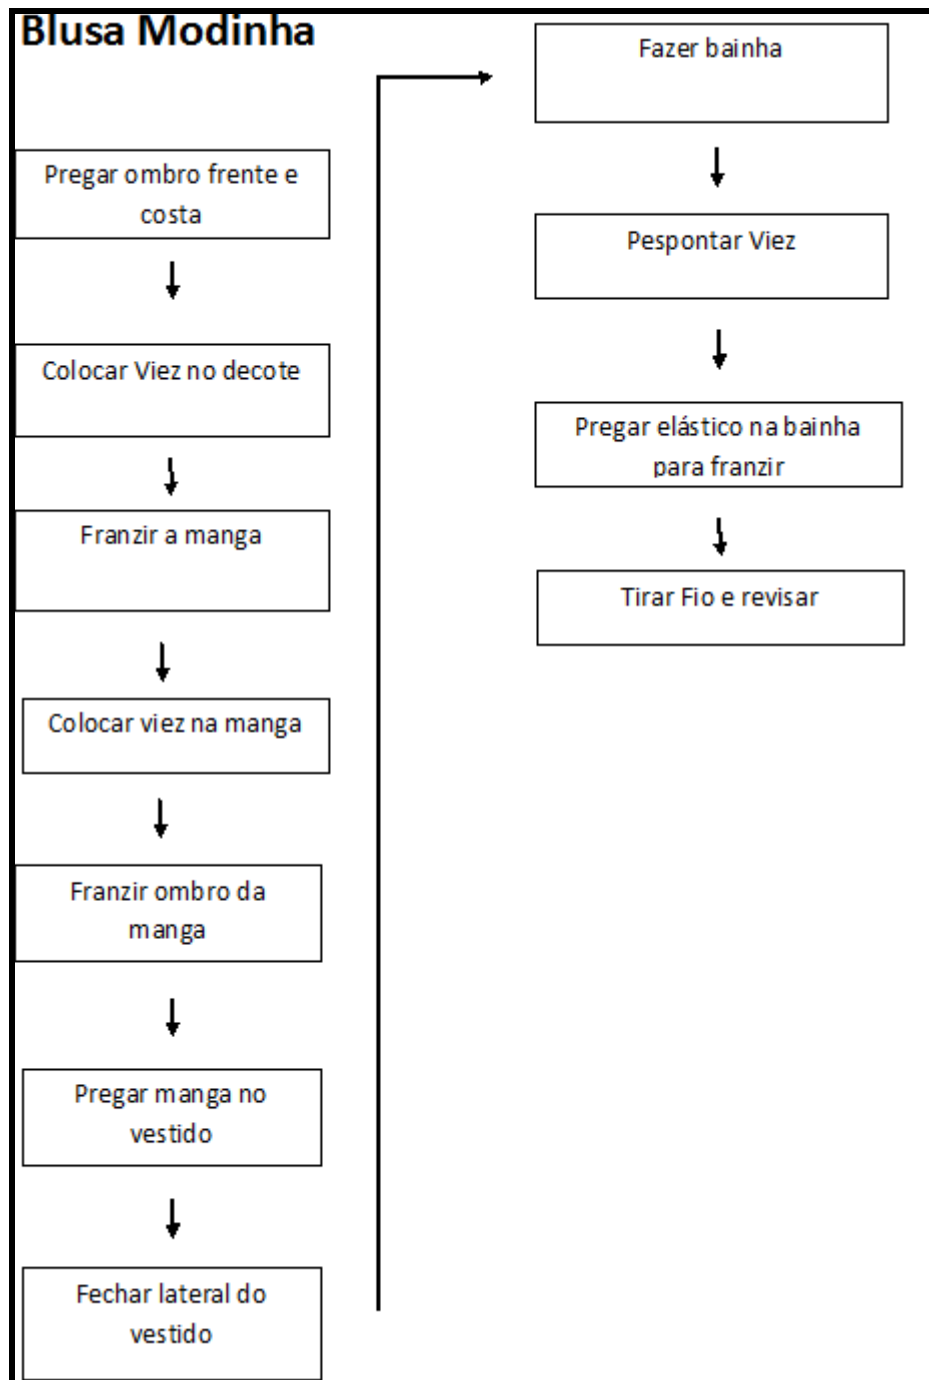 Blusa Modinha
Pregar ombro frente e
costa
Colocar Viez no decote
Franzir a manga
Colocar viez na manga
Franzir ombro da
manga
Pregar manga no
vestido
Fechar lateral do
vestido
Fazer bainha
Pespontar Viez
Pregar elástico na bainha
para franzir
Tirar Fio e revisar